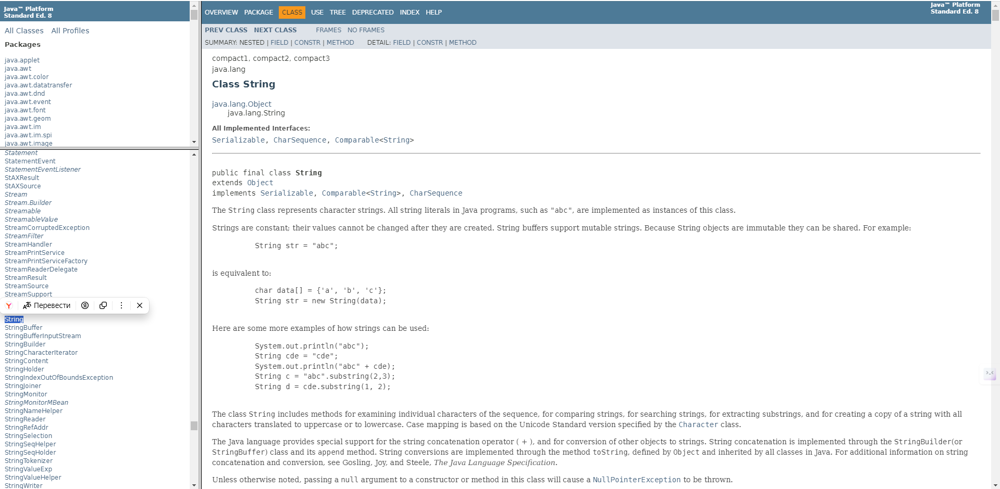 Java™ Platform
Standard Ed. 8
All Classes All Profiles
Packages
java.applet
java.awt
java.awt.color
java.awt.datatransfer
java.awt.dnd
java.awt.event
java.awt.font
java.awt.geom
java.awt.im
java.awt.im.spi
java.awt.image
Statement
StatementEvent
StatementEventListener
StAXResult
StAXSource
Stream
Stream.Builder
Streamable
StreamableValue
StreamCorruptedException
StreamFilter
StreamHandler
StreamPrintService
StreamPrintServiceFactory
StreamReaderDelegate
StreamResult
StreamSource
StreamSupport
Перевести
String
StringBuffer
StringBufferInputStream
StringBuilder
StringCharacterIterator
StringContent
StringHolder
StringIndexOutOfBoundsException
StringJoiner
StringMonitor
StringMonitorMBean
StringNameHelper
StringReader
StringRefAddr
StringSelection
StringSeqHelper
StringSeqHolder
StringTokenizer
StringValueExp
StringValueHelper
StringWriter
OVERVIEW PACKAGE CLASS USE TREE DEPRECATED INDEX HELP
Java™ Platform
Standard Ed. 8
PREV CLASS NEXT CLASS FRAMES NO FRAMES
SUMMARY: NESTED | FIELD | CONSTR | METHOD DETAIL: FIELD | CONSTR | METHOD
compact1, compact2, compact3
java.lang
Class String
java.lang.Object
java.lang.String
All Implemented Interfaces:
Serializable, CharSequence, Comparable<String>
public final class String
extends Object
implements Serializable, Comparable<String>, CharSequence
The String class represents character strings. All string literals in Java programs, such as "abc", are implemented as instances of this class.
Strings are constant; their values cannot be changed after they are created. String buffers support mutable strings. Because String objects are immutable they can be shared. For example:
String str = "abc";
is equivalent to:
char data[] = {'a', 'b', 'c'};
String str = new String(data);
Here are some more examples of how strings can be used:
System.out.println("abc");
String cde = "cde";
System.out.println("abc" + cde);
String c = "abc".substring(2,3);
String d = cde.substring(1, 2);
The class String includes methods for examining individual characters of the sequence, for comparing strings, for searching strings, for extracting substrings, and for creating a copy of a string with all
characters translated to uppercase or to lowercase. Case mapping is based on the Unicode Standard version specified by the Character class.
The Java language provides special support for the string concatenation operator ( + ), and for conversion of other objects to strings. String concatenation is implemented through the StringBuilder(or
StringBuffer) class and its append method. String conversions are implemented through the method toString, defined by Object and inherited by all classes in Java. For additional information on string
concatenation and conversion, see Gosling, Joy, and Steele, The Java Language Specification.
Unless otherwise noted, passing a null argument to a constructor or method in this class will cause a NullPointerException to be thrown.